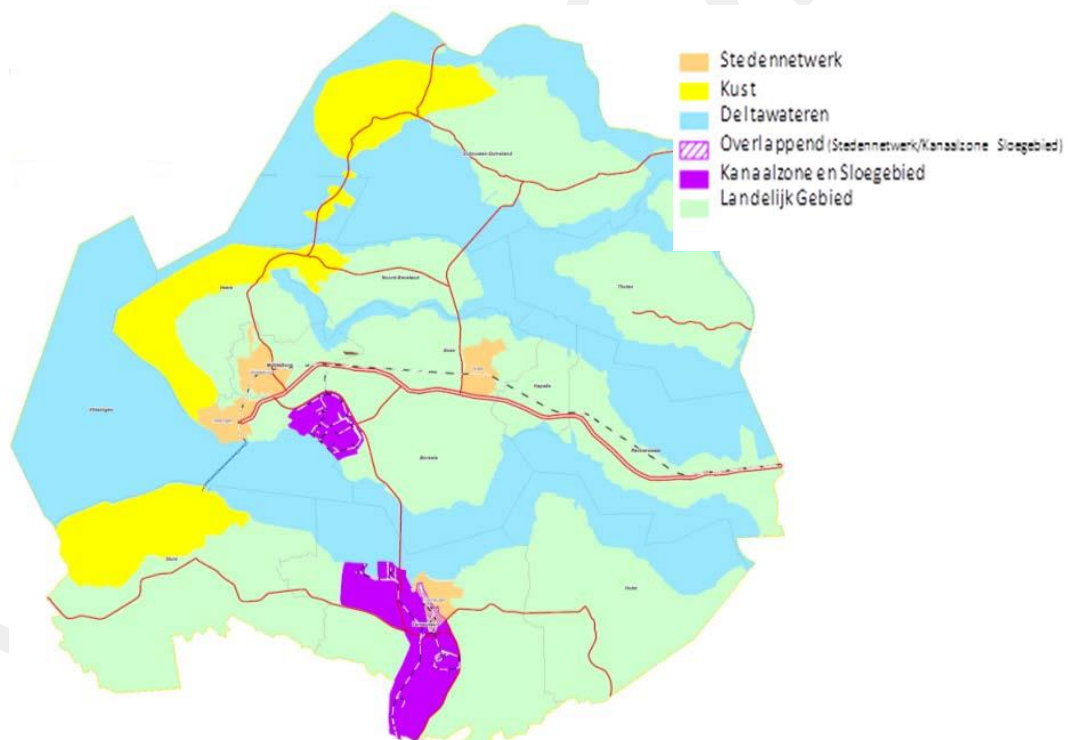 Stedennetwerk
Kust
Deltawateren
Overlappend (Stedennetwerk/Kanaalzone Sloegebied)
Kanaalzone en Sloegebied
Landelijk Gebied
Schouwen-Duiveland
Noord-Beveland
Veere
Tholen
Goes
Middelburg
Kapelle
Vlissingen
Borsele
Reimerswaal
Sluis
Hulst
Terneuzen